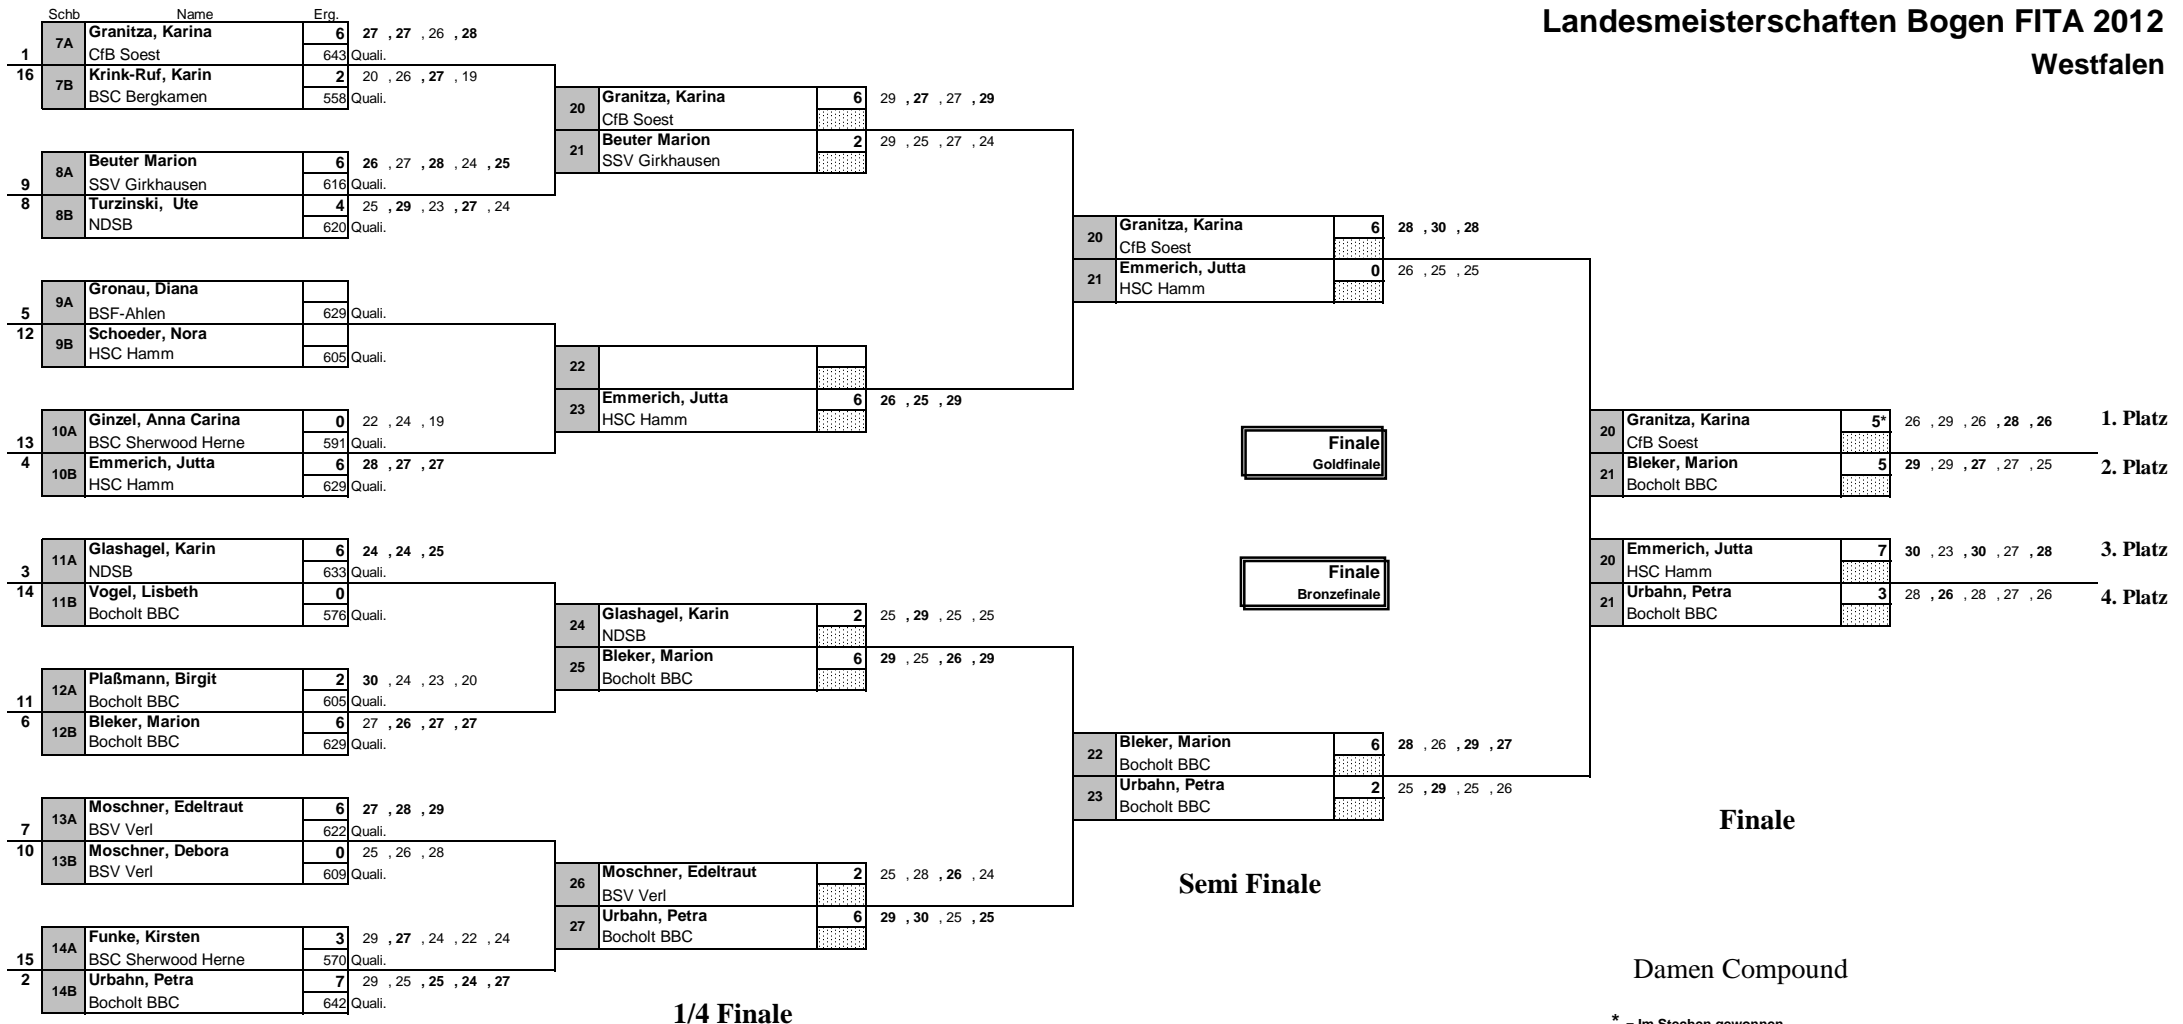 Landesmeisterschaften Bogen FITA 2012
Westfalen
Schb Name Erg.
7A Granitza, Karina 6 27 , 27 , 26 , 28
1 CfB Soest 643 Quali.
16 7B Krink-Ruf, Karin 2 20 , 26 , 27 , 19
BSC Bergkamen 558 Quali.
8A Beuter Marion 6 26 , 27 , 28 , 24 , 25
9 SSV Girkhausen 616 Quali.
8 8B Turzinski, Ute 4 25 , 29 , 23 , 27 , 24
NDSB 620 Quali.
9A Gronau, Diana
5 BSF-Ahlen 629 Quali.
12 9B Schoeder, Nora
HSC Hamm 605 Quali.
10A Ginzel, Anna Carina 0 22 , 24 , 19
13 BSC Sherwood Herne 591 Quali.
4 10B Emmerich, Jutta 6 28 , 27 , 27
HSC Hamm 629 Quali.
11A Glashagel, Karin 6 24 , 24 , 25
3 NDSB 633 Quali.
14 11B Vogel, Lisbeth 0
Bocholt BBC 576 Quali.
12A Plaßmann, Birgit 2 30 , 24 , 23 , 20
11 Bocholt BBC 605 Quali.
6 12B Bleker, Marion 6 27 , 26 , 27 , 27
Bocholt BBC 629 Quali.
13A Moschner, Edeltraut 6 27 , 28 , 29
7 BSV Verl 622 Quali.
10 13B Moschner, Debora 0 25 , 26 , 28
BSV Verl 609 Quali.
14A Funke, Kirsten 3 29 , 27 , 24 , 22 , 24
15 BSC Sherwood Herne 570 Quali.
2 14B Urbahn, Petra 7 29 , 25 , 25 , 24 , 27
Bocholt BBC 642 Quali.
20 Granitza, Karina 6 29 , 27 , 27 , 29
CfB Soest
21 Beuter Marion 2 29 , 25 , 27 , 24
SSV Girkhausen
22
23 Emmerich, Jutta 6 26 , 25 , 29
HSC Hamm
24 Glashagel, Karin 2 25 , 29 , 25 , 25
NDSB
25 Bleker, Marion 6 29 , 25 , 26 , 29
Bocholt BBC
26 Moschner, Edeltraut 2 25 , 28 , 26 , 24
BSV Verl
27 Urbahn, Petra 6 29 , 30 , 25 , 25
Bocholt BBC
1/4 Finale
20 Granitza, Karina 6 28 , 30 , 28
CfB Soest
21 Emmerich, Jutta 0 26 , 25 , 25
HSC Hamm
22 Bleker, Marion 6 28 , 26 , 29 , 27
Bocholt BBC
23 Urbahn, Petra 2 25 , 29 , 25 , 26
Bocholt BBC
Semi Finale
Finale
Goldfinale
20 Granitza, Karina 5* 26 , 29 , 26 , 28 , 26 1. Platz
CfB Soest
21 Bleker, Marion 5 29 , 29 , 27 , 27 , 25 2. Platz
Bocholt BBC
Finale
Bronzefinale
20 Emmerich, Jutta 7 30 , 23 , 30 , 27 , 28 3. Platz
HSC Hamm
21 Urbahn, Petra 3 28 , 26 , 28 , 27 , 26 4. Platz
Bocholt BBC
Finale
Damen Compound
* = Im Stechen gewonnen